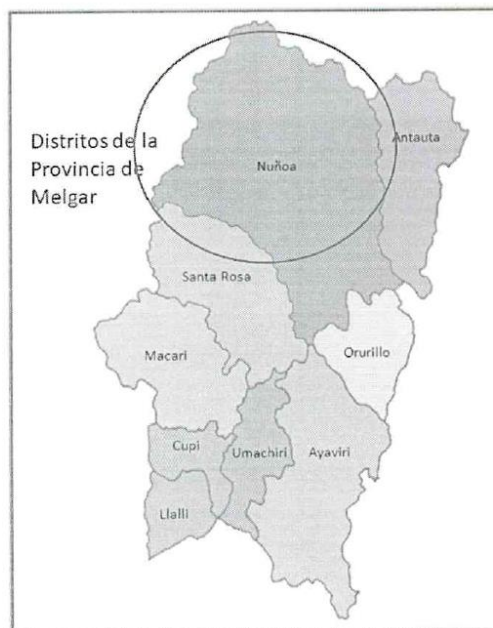 Distritos de la
Provincia de
Melgar
Nuñoa
Antauta
Santa Rosa
Macari
Orurillo
Cupi
Umachiri
Ayaviri
Llalli